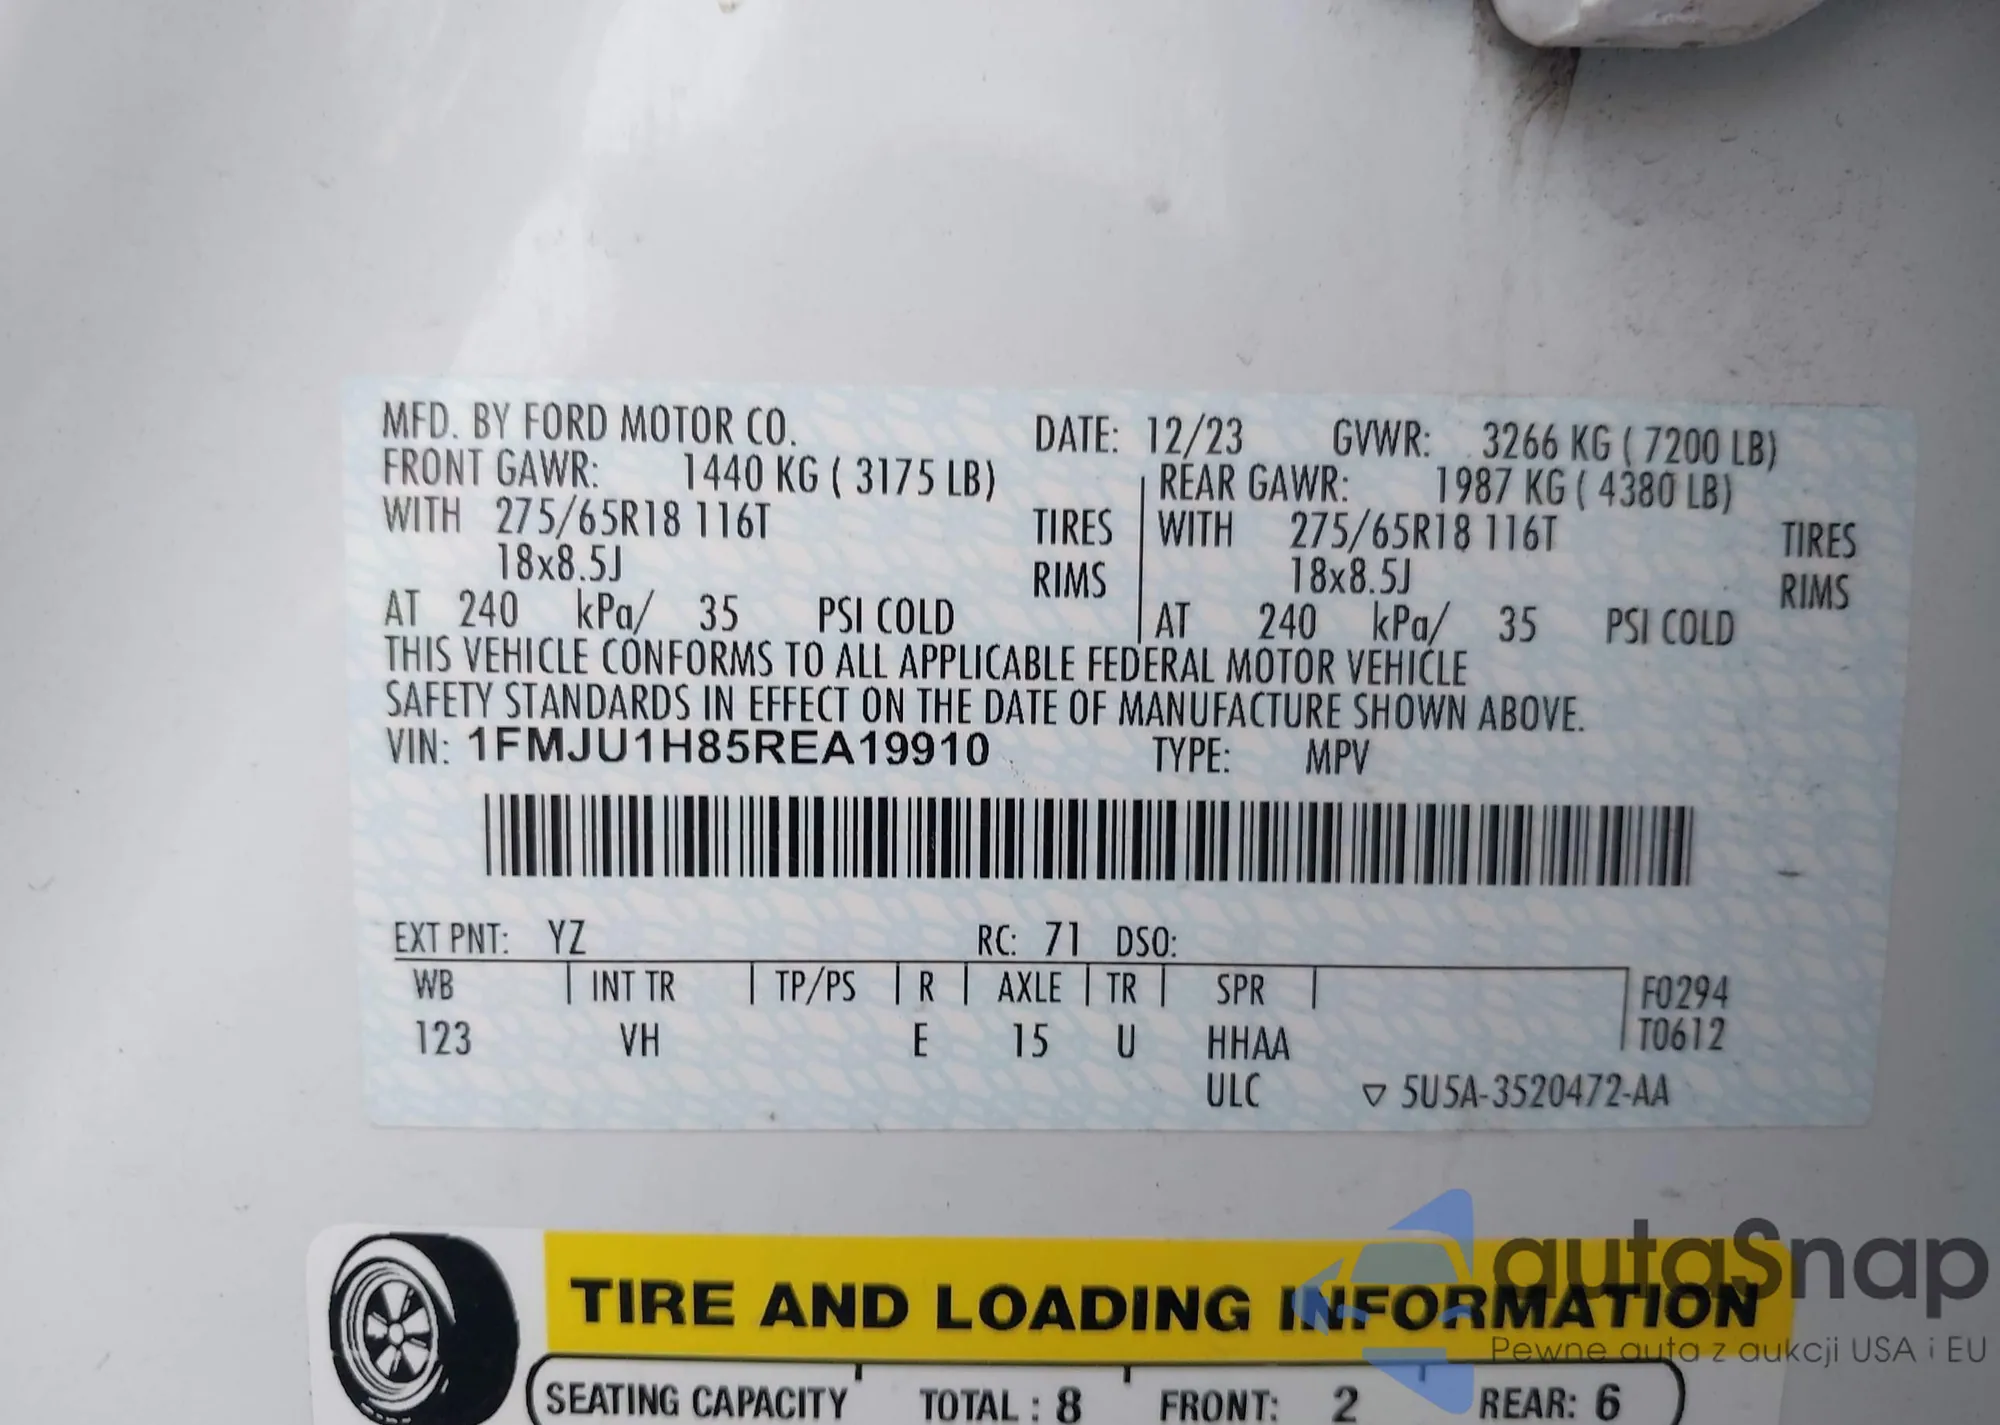 MFD. BY FORD MOTOR CO. DATE: 12/23 GVWR: 3266 KG ( 7200 LB)
FRONT GAWR: 1440 KG ( 3175 LB) REAR GAWR: 1987 KG ( 4380 LB)
WITH 275/65R18 116T TIRES WITH 275/65R18 116T TIRES
18x8.5J RIMS 18x8.5J RIMS
AT 240 kPa/ 35 PSI COLD AT 240 kPa/ 35 PSI COLD
THIS VEHICLE CONFORMS TO ALL APPLICABLE FEDERAL MOTOR VEHICLE
SAFETY STANDARDS IN EFFECT ON THE DATE OF MANUFACTURE SHOWN ABOVE.
VIN: 1FMJU1H85REA19910 TYPE: MPV
EXT PNT: YZ RC: 71 DSO:
WB INT TR TP/PS R AXLE TR SPR F0294
123 VH E 15 U HHAA T0612
ULC ▽ 5U5A-3520472-AA
TIRE AND LOADING INFORMATION
SEATING CAPACITY TOTAL : 8 FRONT: 2 REAR: 6
autaSnap
Pewne auta z aukcji USA i EU